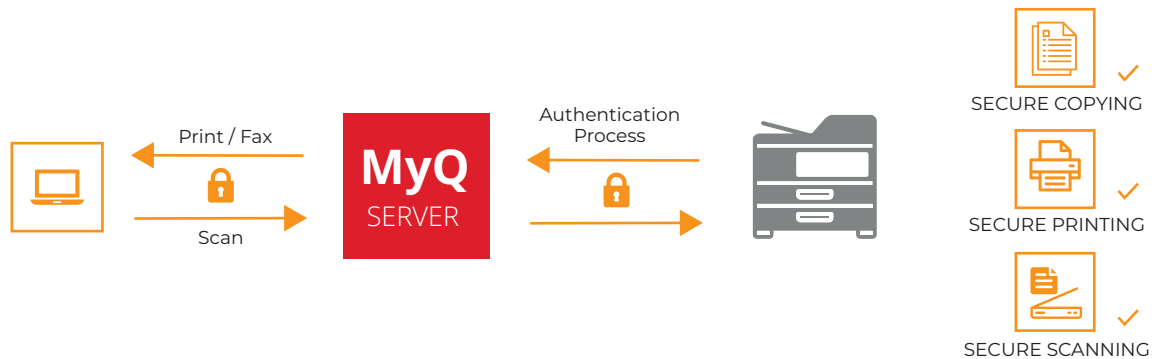 Print / Fax
Scan
MyQ
SERVER
Authentication
Process
SECURE COPYING
SECURE PRINTING
SECURE SCANNING